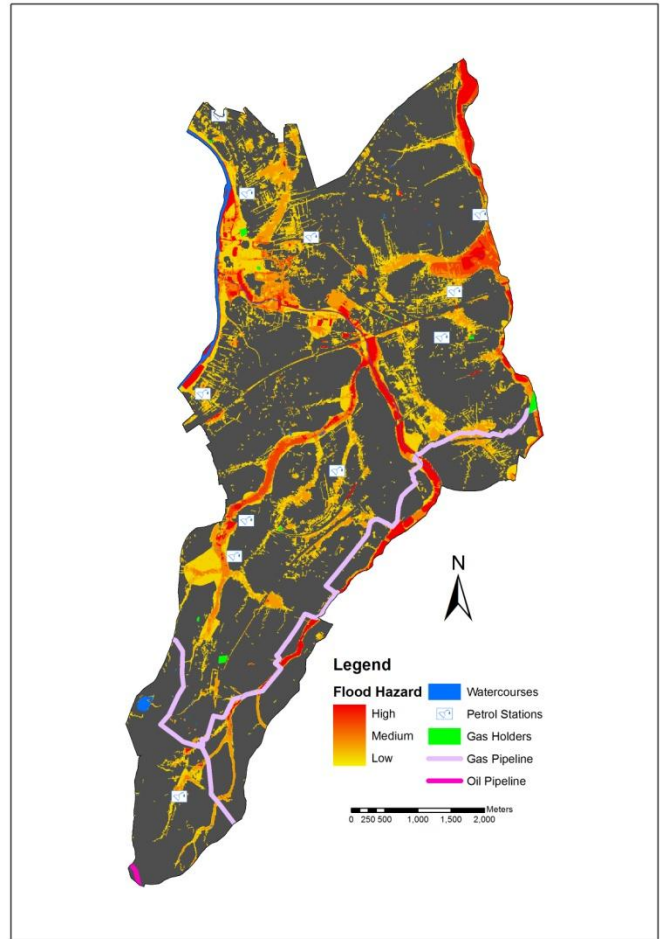 N
Legend
Flood Hazard
High
Medium
Low
Watercourses
Petrol Stations
Gas Holders
Gas Pipeline
Oil Pipeline
Meters
0 250 500 1,000 1,500 2,000